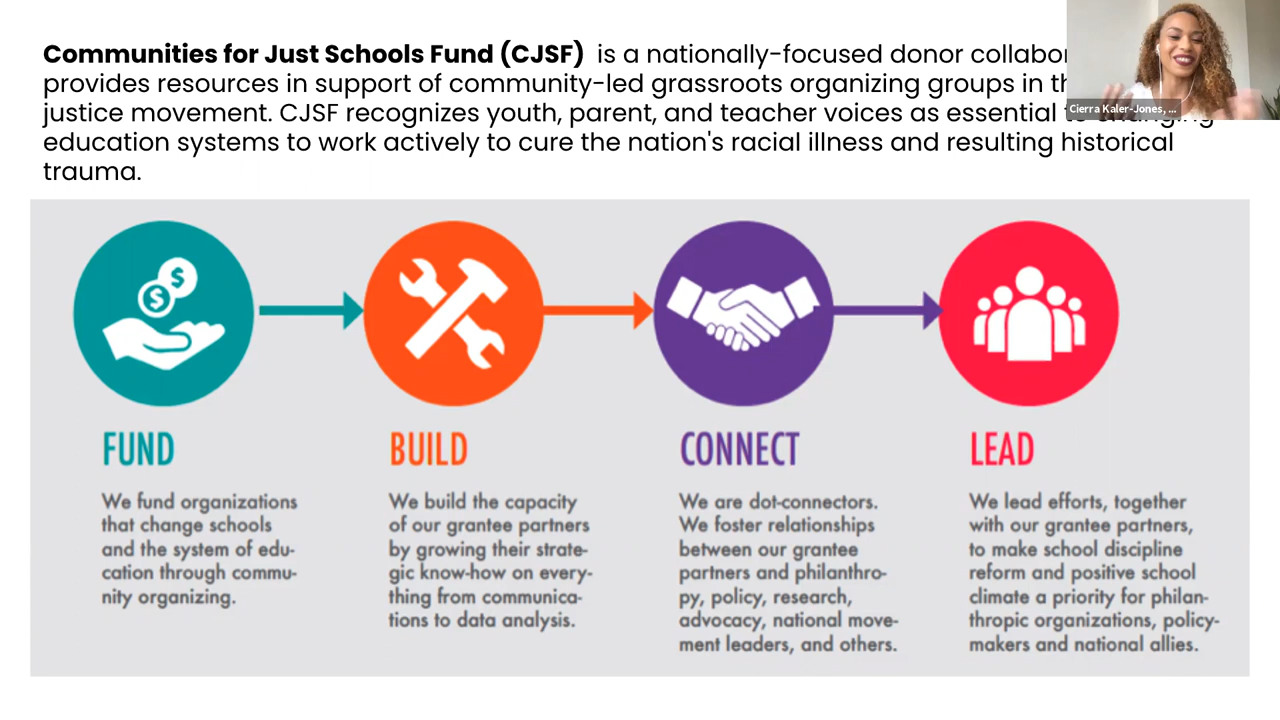 Communities for Just Schools Fund (CJSF) is a nationally-focused donor
provides resources in support of community-led grassroots organizing groups in
justice movement. CJSF recognizes youth, parent, and teacher voices as essential
education systems to work actively to cure the nation's racial illness and resulting historical
trauma.
Cierra Kaler-Jones, ...
FUND
We fund organizations
that change schools
and the system of edu-
cation through commu-
nity organizing.
BUILD
We build the capacity
of our grantee partners
by growing their strate-
gic know-how on every-
thing from communica-
tions to data analysis.
CONNECT
We are dot-connectors.
We foster relationships
between our grantee
partners and philanthro-
py, policy, research,
advocacy, national move-
ment leaders, and others.
LEAD
We lead efforts, together
with our grantee partners,
to make school discipline
reform and positive school
climate a priority for philan-
thropic organizations, policy-
makers and national allies.